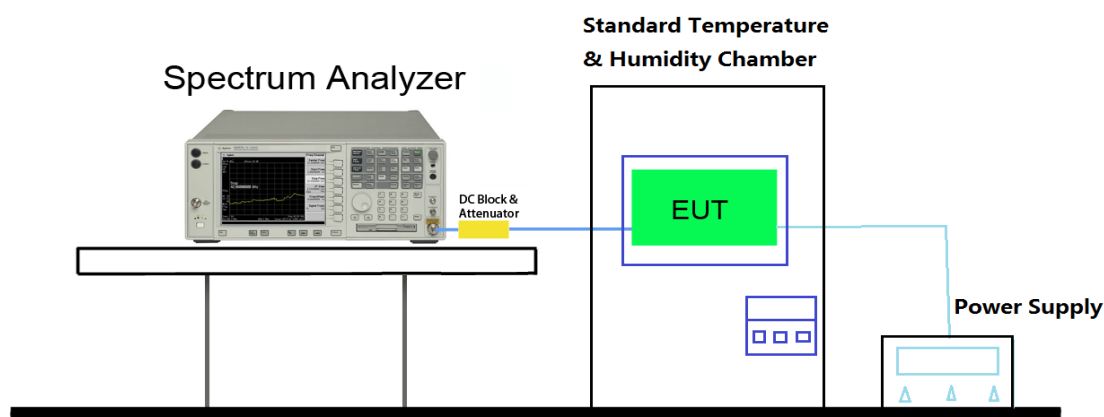 Standard Temperature
& Humidity Chamber
Spectrum Analyzer
DC Block &
Attenuator
EUT
Power Supply